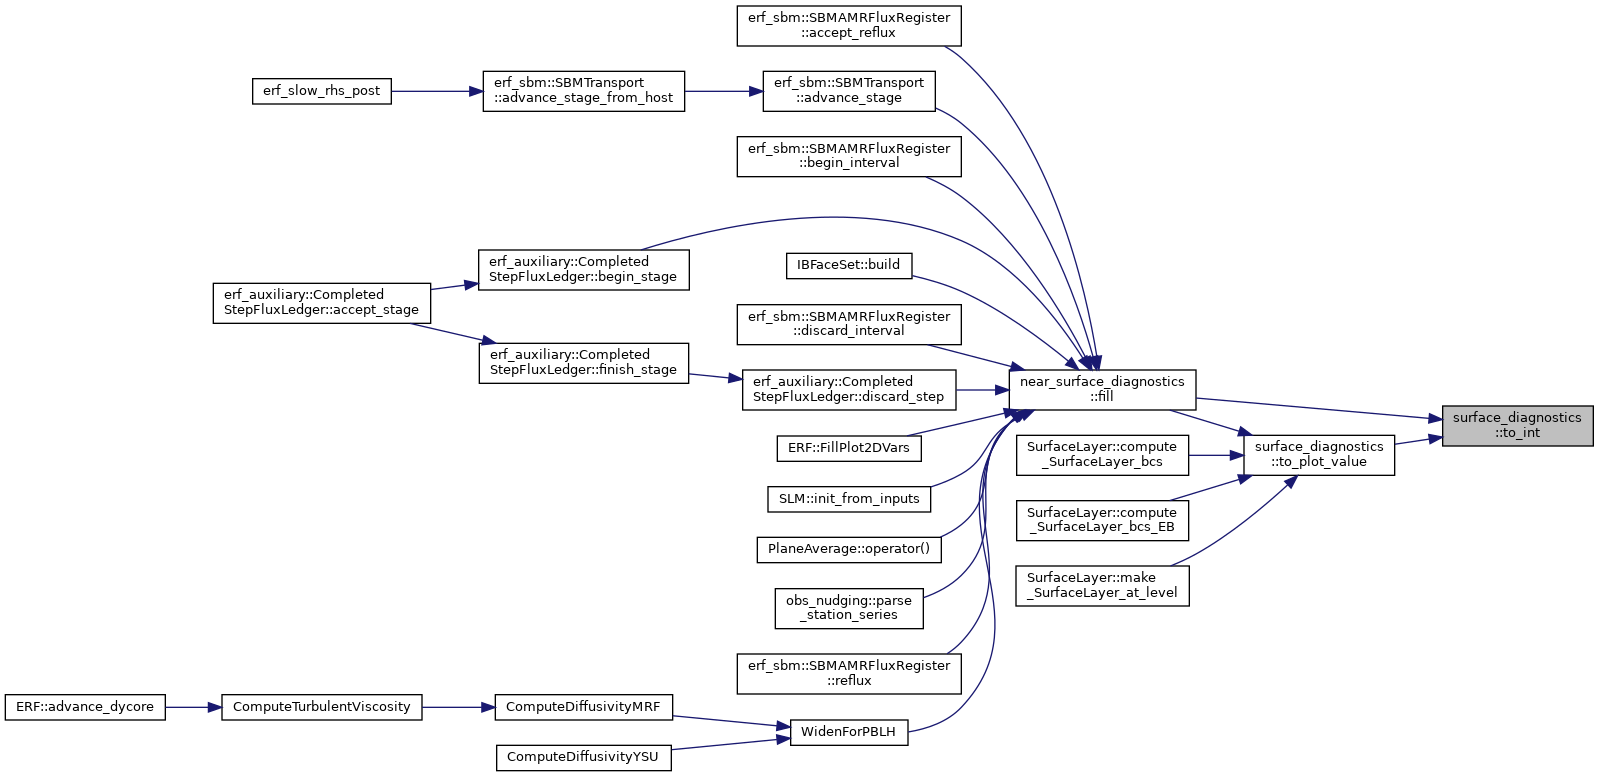 erf_sbm::SBMAMRFluxRegister
::accept_reflux
erf_slow_rhs_post
erf_sbm::SBMTransport
::advance_stage_from_host
erf_sbm::SBMTransport
::advance_stage
erf_sbm::SBMAMRFluxRegister
::begin_interval
erf_auxiliary::Completed
StepFluxLedger::begin_stage
IBFaceSet::build
erf_auxiliary::Completed
StepFluxLedger::accept_stage
erf_sbm::SBMAMRFluxRegister
::discard_interval
erf_auxiliary::Completed
StepFluxLedger::finish_stage
erf_auxiliary::Completed
StepFluxLedger::discard_step
near_surface_diagnostics
::fill
surface_diagnostics
::to_int
ERF::FillPlot2DVars
SurfaceLayer::compute
_SurfaceLayer_bcs
surface_diagnostics
::to_plot_value
SLM::init_from_inputs
SurfaceLayer::compute
_SurfaceLayer_bcs_EB
PlaneAverage::operator()
SurfaceLayer::make
_SurfaceLayer_at_level
obs_nudging::parse
_station_series
erf_sbm::SBMAMRFluxRegister
::reflux
ERF::advance_dycore
ComputeTurbulentViscosity
ComputeDiffusivityMRF
WidenForPBLH
ComputeDiffusivityYSU